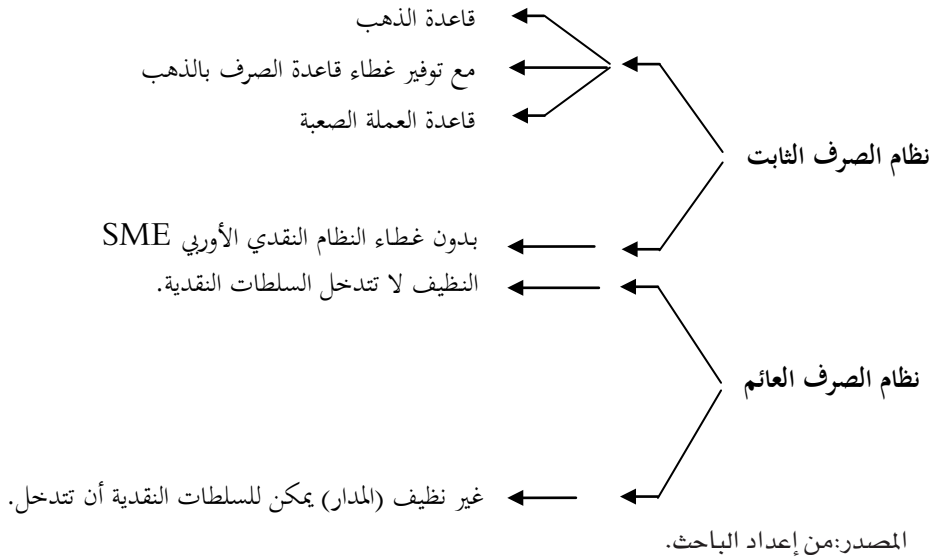 قاعدة الذهب
مع توفير غطاء قاعدة الصرف بالذهب
قاعدة العملة الصعبة
نظام الصرف الثابت
بدون غطاء النظام النقدي الأوربي SME
النظيف لا تتدخل السلطات النقدية.
نظام الصرف العائم
غير نظيف (المدار) يمكن للسلطات النقدية أن تتدخل.
المصدر:من إعداد الباحث.